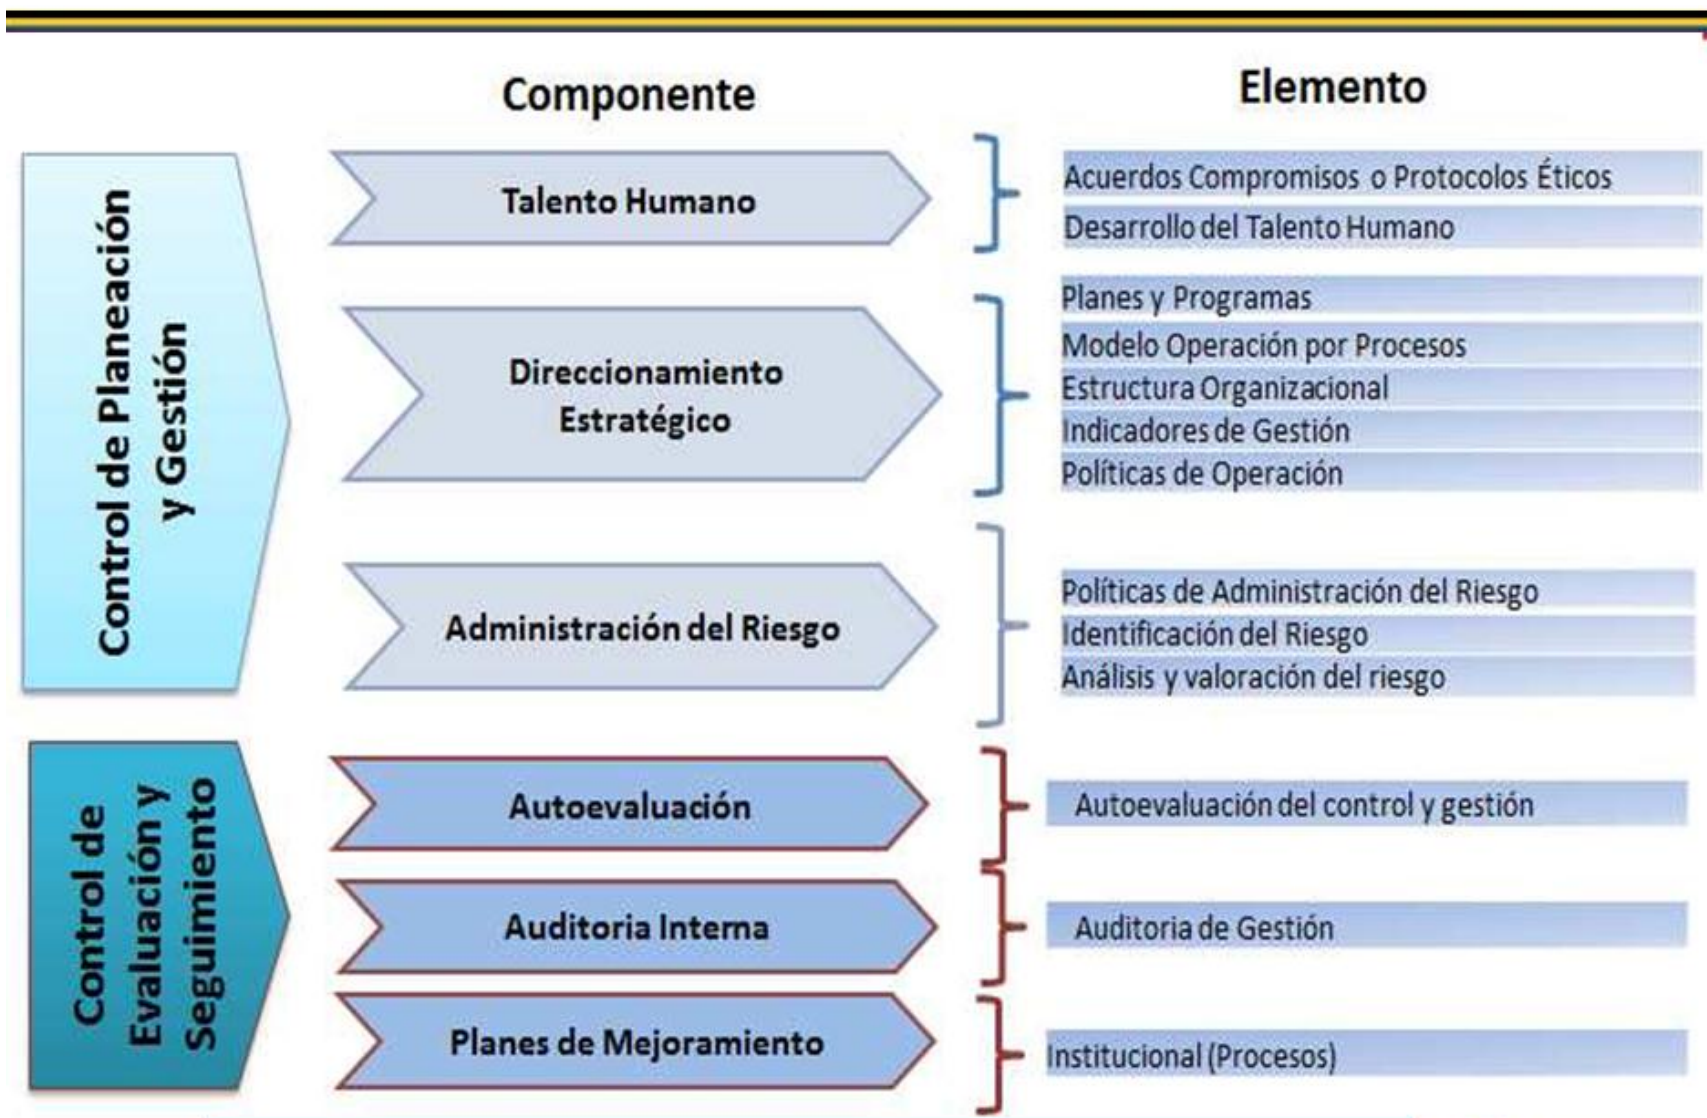 Componente
Elemento
Control de Planeación
y Gestión
Talento Humano
Acuerdos Compromisos o Protocolos Éticos
Desarrollo del Talento Humano
Direccionamiento
Estratégico
Planes y Programas
Modelo Operación por Procesos
Estructura Organizacional
Indicadores de Gestión
Políticas de Operación
Administración del Riesgo
Políticas de Administración del Riesgo
Identificación del Riesgo
Análisis y valoración del riesgo
Control de
Evaluación y
Seguimiento
Autoevaluación
Autoevaluación del control y gestión
Auditoria Interna
Auditoria de Gestión
Planes de Mejoramiento
Institucional (Procesos)